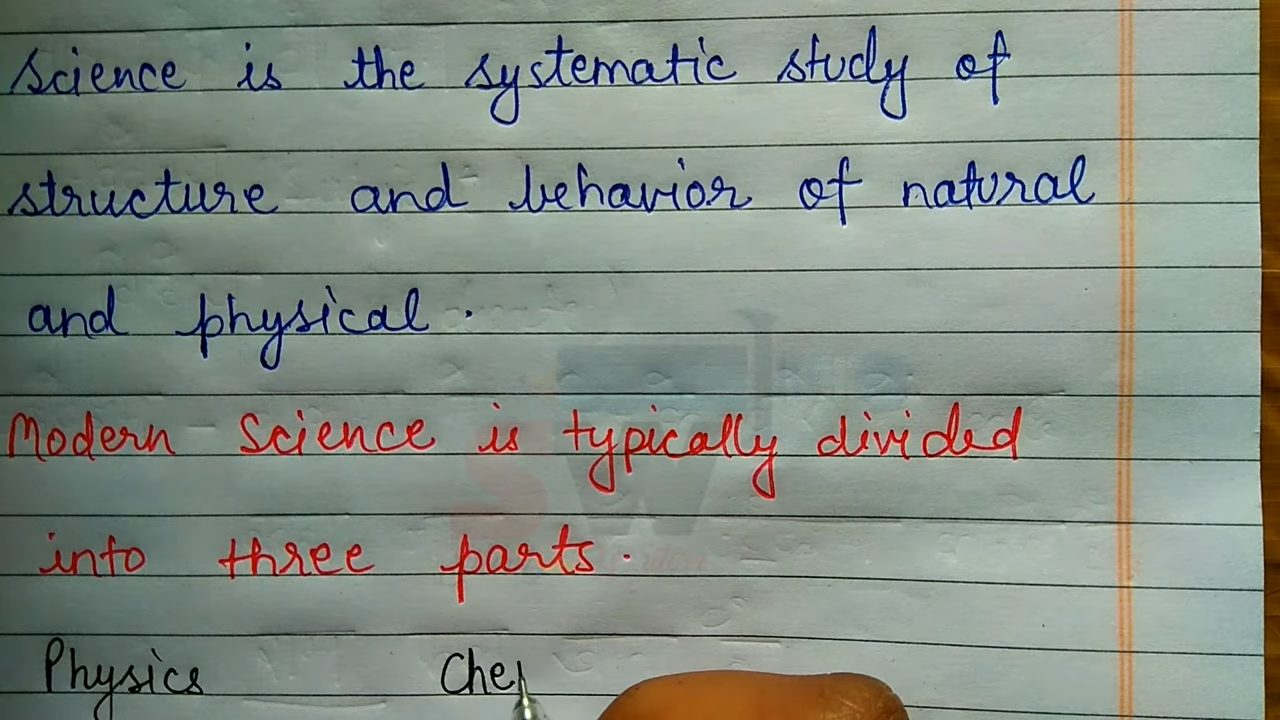 Science is the systematic study of
structure and behavior of natural
and physical.
Modern Science is typically divided
into three parts.
Physics Che